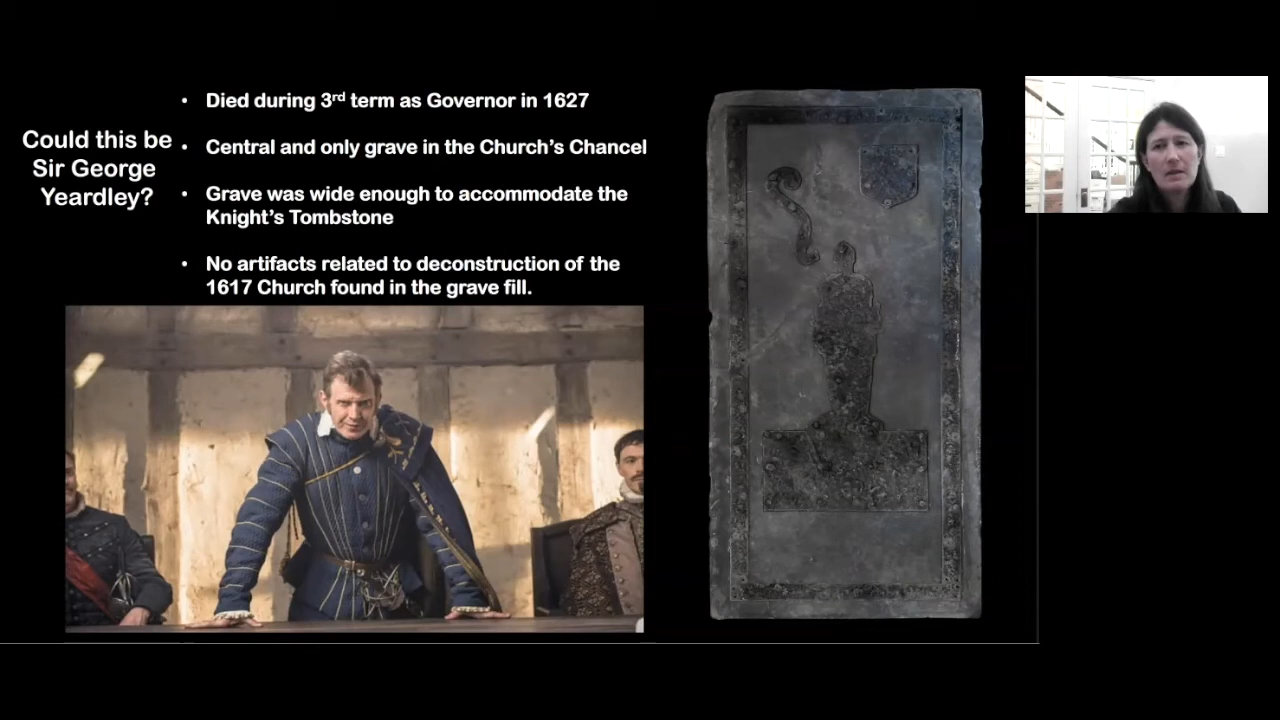 Could this be
Sir George
Yeardley?
• Died during 3rd term as Governor in 1627
• Central and only grave in the Church's Chancel
• Grave was wide enough to accommodate the
Knight's Tombstone
• No artifacts related to deconstruction of the
1617 Church found in the grave fill.